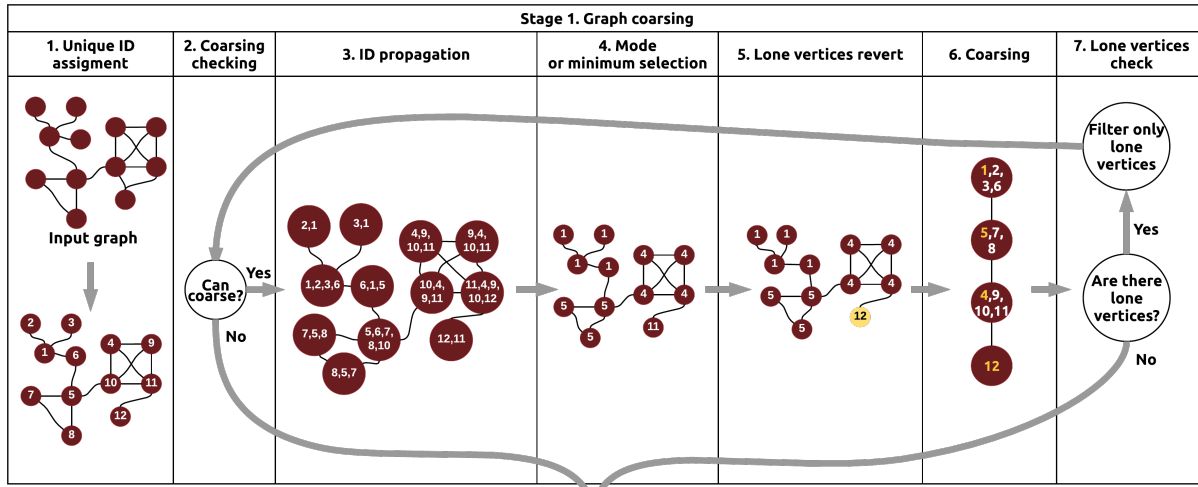 Stage 1. Graph coarsing
1. Unique ID
assigment
2. Coarsing
checking
3. ID propagation
4. Mode
or minimum selection
5. Lone vertices revert
6. Coarsing
7. Lone vertices
check
Input graph
2
3
1
6
4
9
7
5
10
11
12
8
Can
coarse?
Yes
No
2,1
3,1
1,2,3,6
6,1,5
7,5,8
5,6,7,
8,10
8,5,7
4,9,
10,11
9,4,
10,11
10,4,
9,11
11,4,9,
10,12
12,11
1
1
1
1
4
4
5
5
4
4
11
5
1
1
1
1
4
4
5
5
4
4
12
5
1,2,
3,6
5,7,
8
4,9,
10,11
12
Filter only
lone
vertices
Yes
Are there
lone
vertices?
No